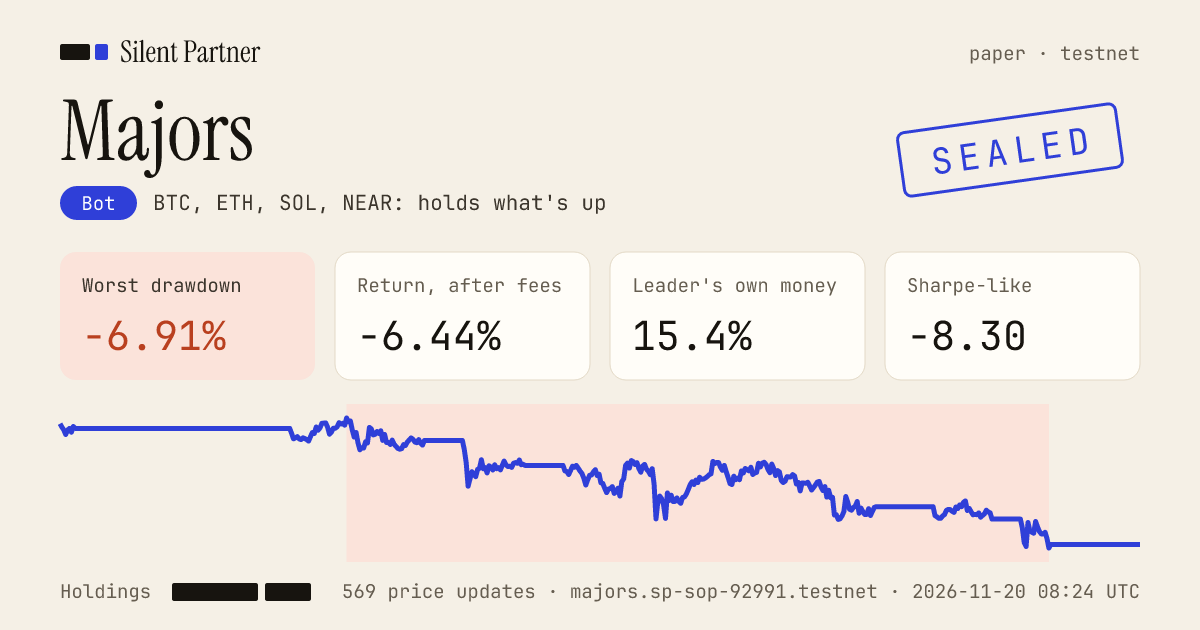 Silent Partner
paper · testnet
Majors
SEALED
Bot
BTC, ETH, SOL, NEAR: holds what's up
Worst drawdown
-6.91%
Return, after fees
-6.44%
Leader's own money
15.4%
Sharpe-like
-8.30
Holdings
569 price updates · majors.sp-sop-92991.testnet · 2026-11-20 08:24 UTC